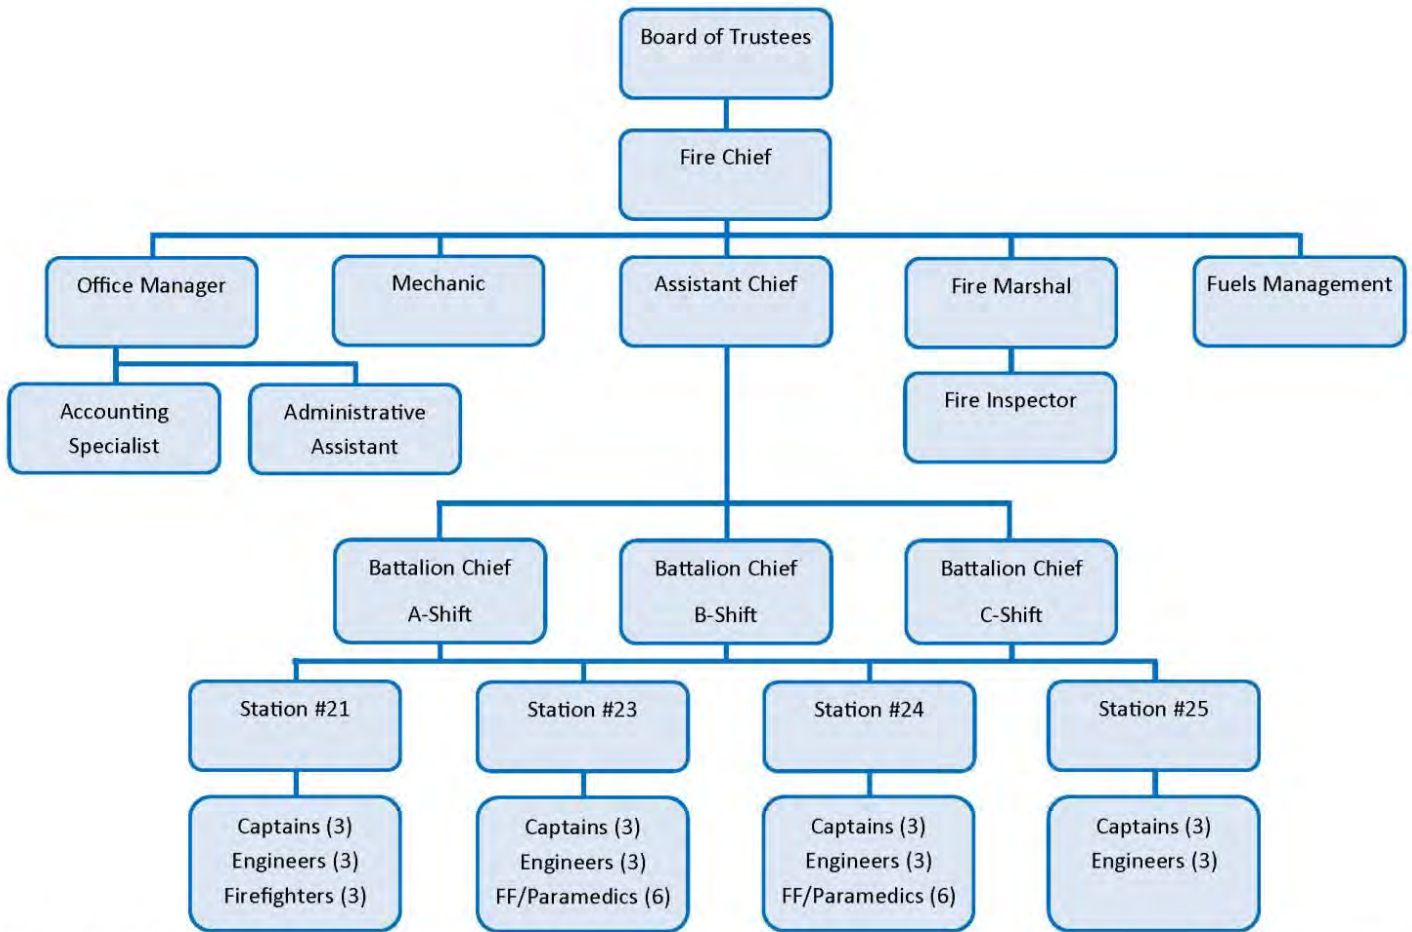 Board of Trustees
Fire Chief
Office Manager
Mechanic
Assistant Chief
Fire Marshal
Fuels Management
Accounting
Specialist
Administrative
Assistant
Fire Inspector
Battalion Chief
A-Shift
Battalion Chief
B-Shift
Battalion Chief
C-Shift
Station #21
Station #23
Station #24
Station #25
Captains (3)
Engineers (3)
Firefighters (3)
Captains (3)
Engineers (3)
FF/Paramedics (6)
Captains (3)
Engineers (3)
FF/Paramedics (6)
Captains (3)
Engineers (3)